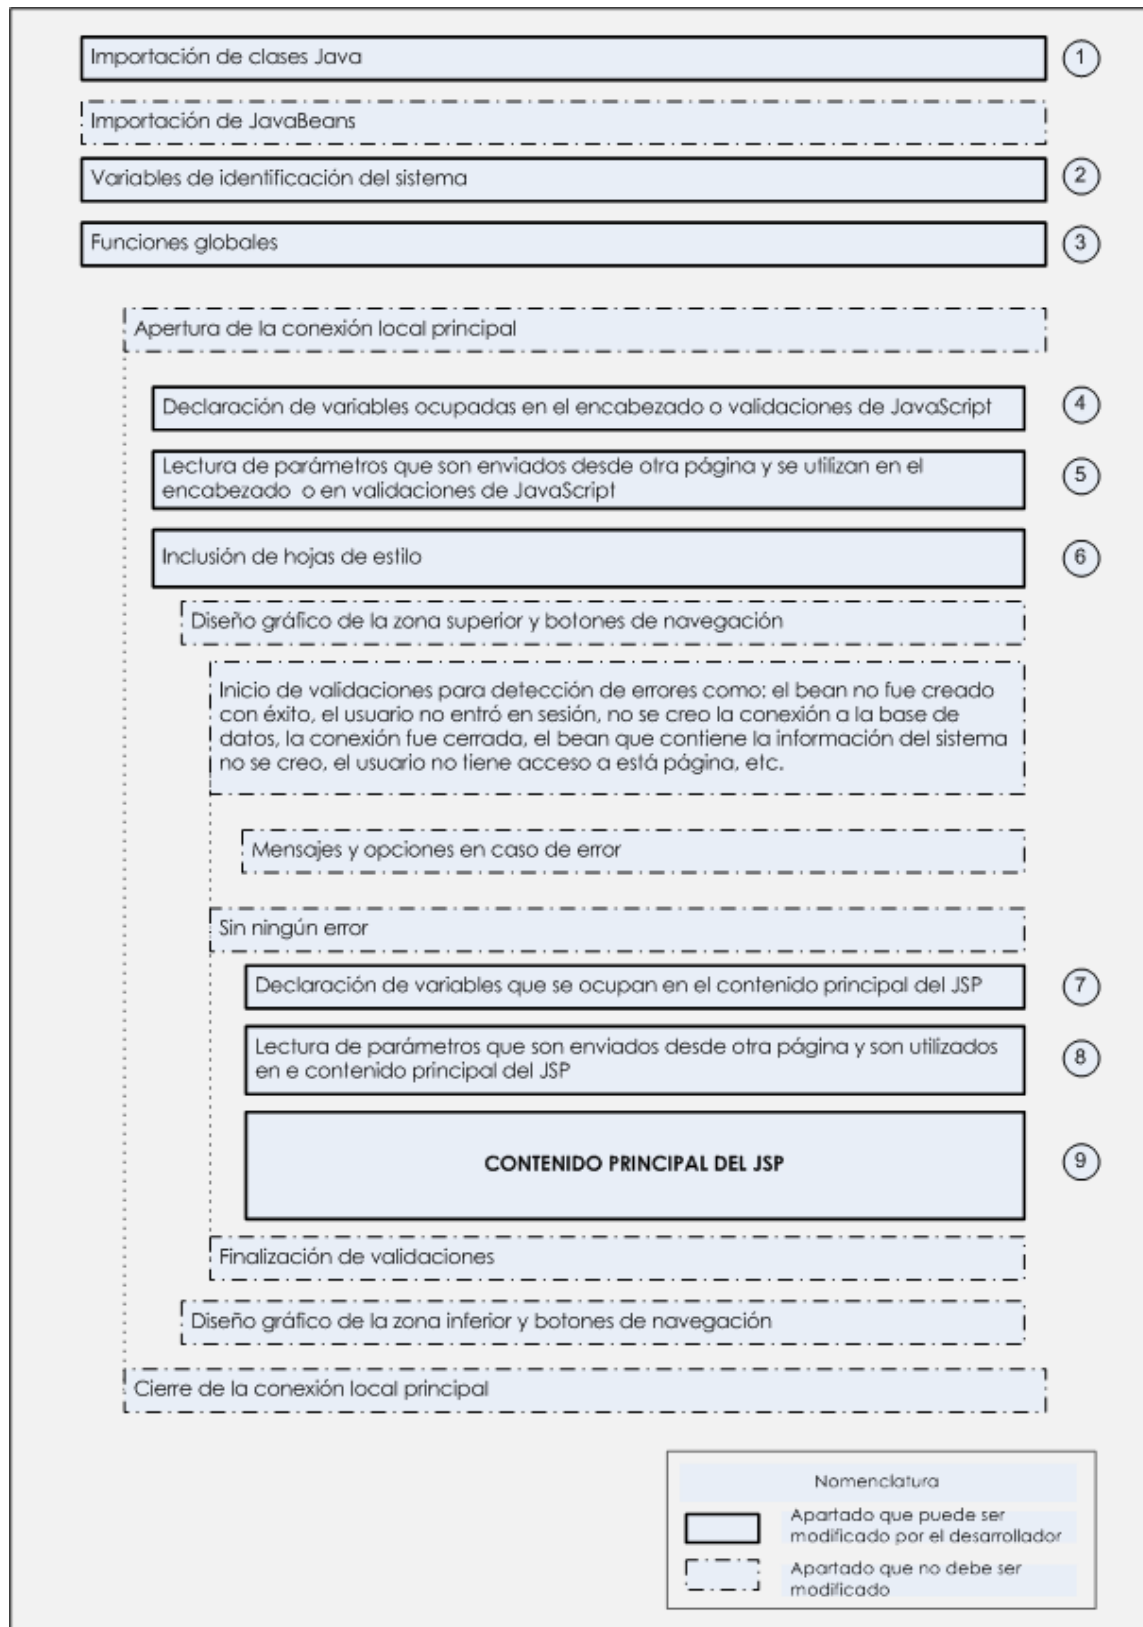 Importación de clases Java
1
Importación de JavaBeans
Variables de identificación del sistema
2
Funciones globales
3
Apertura de la conexión local principal
Declaración de variables ocupadas en el encabezado o validaciones de JavaScript
4
Lectura de parámetros que son enviados desde otra página y se utilizan en el
encabezado o en validaciones de JavaScript
5
Inclusión de hojas de estilo
6
Diseño gráfico de la zona superior y botones de navegación
Inicio de validaciones para detección de errores como: el bean no fue creado
con éxito, el usuario no entró en sesión, no se creo la conexión a la base de
datos, la conexión fue cerrada, el bean que contiene la información del sistema
no se creo, el usuario no tiene acceso a está página, etc.
Mensajes y opciones en caso de error
Sin ningún error
Declaración de variables que se ocupan en el contenido principal del JSP
7
Lectura de parámetros que son enviados desde otra página y son utilizados
en e contenido principal del JSP
8
CONTENIDO PRINCIPAL DEL JSP
9
Finalización de validaciones
Diseño gráfico de la zona inferior y botones de navegación
Cierre de la conexión local principal
Nomenclatura
Apartado que puede ser
modificado por el desarrollador
Apartado que no debe ser
modificado